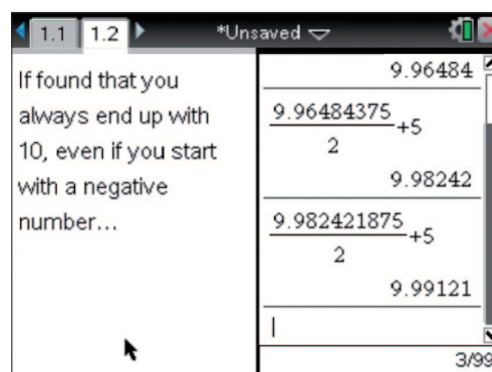 1.1 1.2 *Unsaved
If found that you
always end up with
10, even if you start
with a negative
number...
9.96484
9.96484375
2
+5
9.98242
9.982421875
2
+5
9.99121
3/99